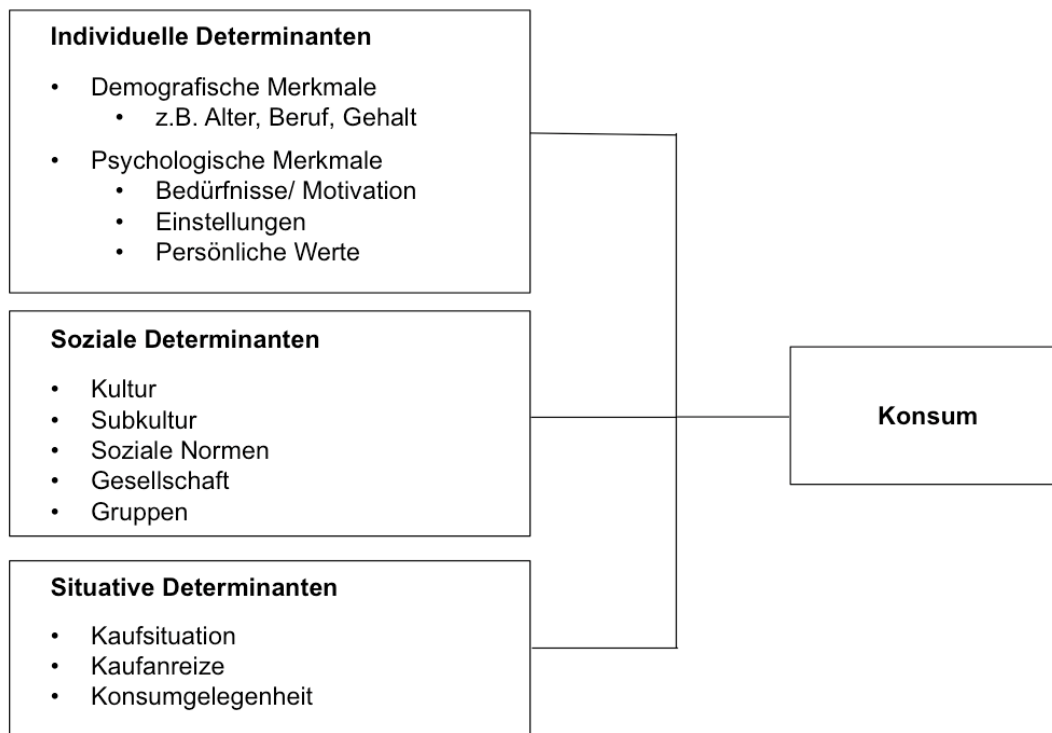 Individuelle Determinanten
• Demografische Merkmale
• z.B. Alter, Beruf, Gehalt
• Psychologische Merkmale
• Bedürfnisse/ Motivation
• Einstellungen
• Persönliche Werte
Soziale Determinanten
• Kultur
• Subkultur
• Soziale Normen
• Gesellschaft
• Gruppen
Situative Determinanten
• Kaufsituation
• Kaufanreize
• Konsumgelegenheit
Konsum